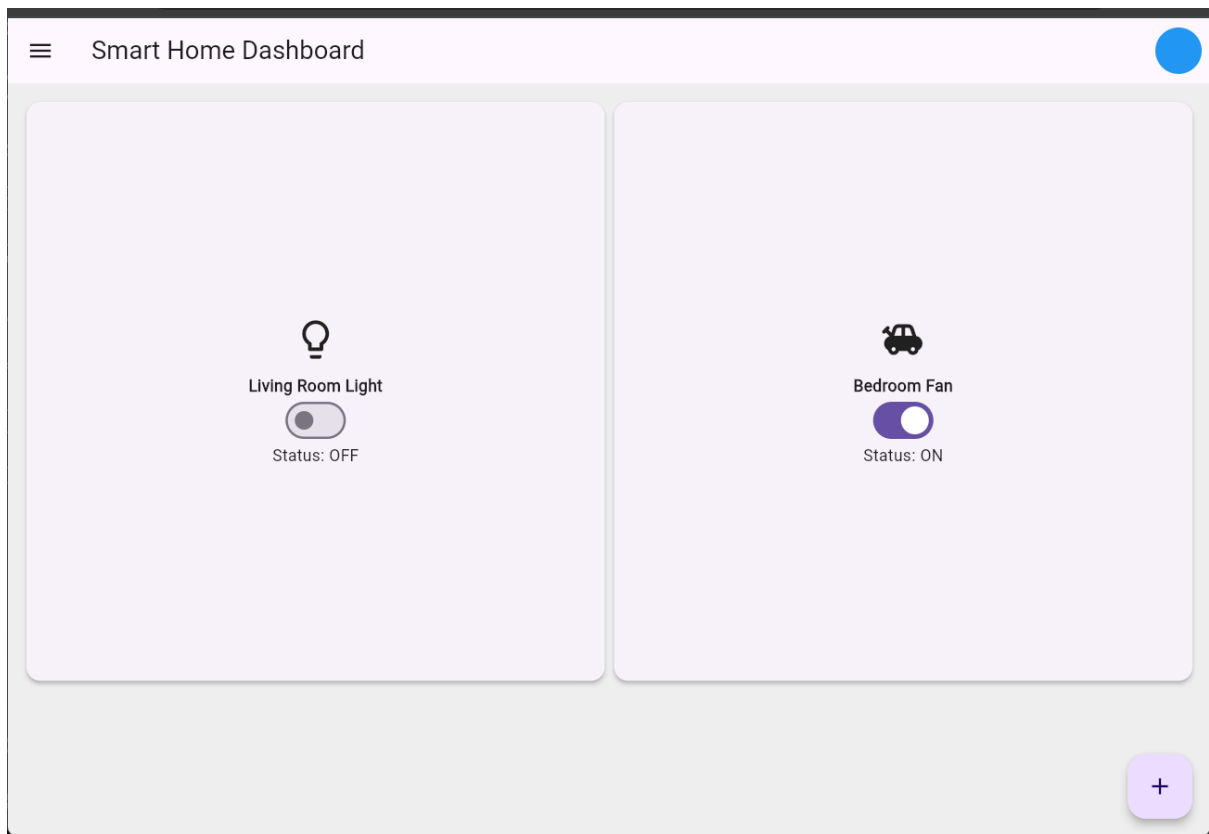 Smart Home Dashboard
Living Room Light
Status: OFF
Bedroom Fan
Status: ON
+